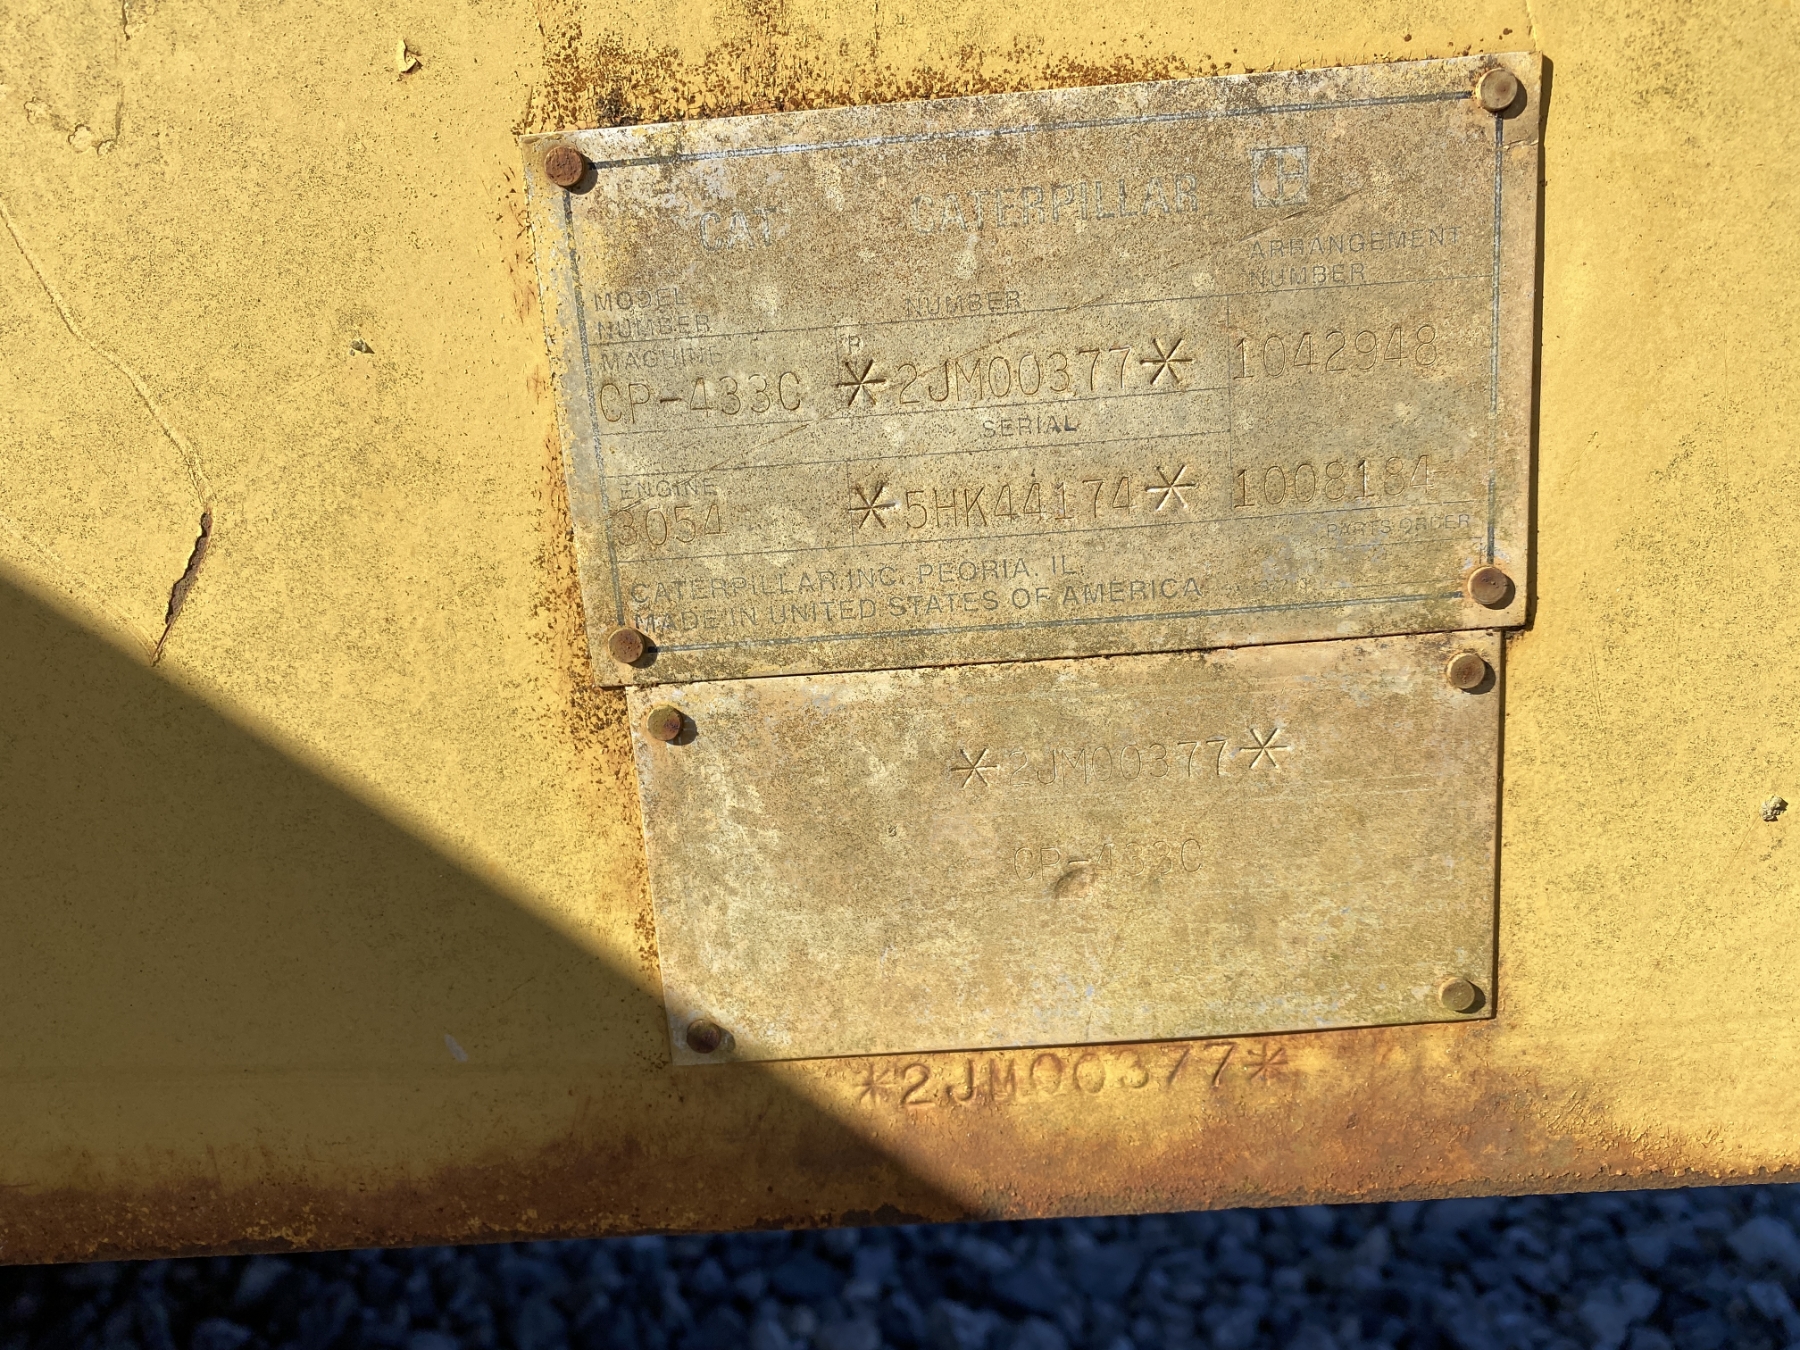 CAT CATERPILLAR
MODEL NUMBER
NUMBER
ARRANGEMENT NUMBER
MACHINE
CP-433C *2JM00377* 1042948
SERIAL
ENGINE
3054 *5HK44174* 1008184
PARTS ORDER
CATERPILLAR INC. PEORIA, IL.
MADE IN UNITED STATES OF AMERICA
*2JM00377*
CP-433C
*2JM00377*